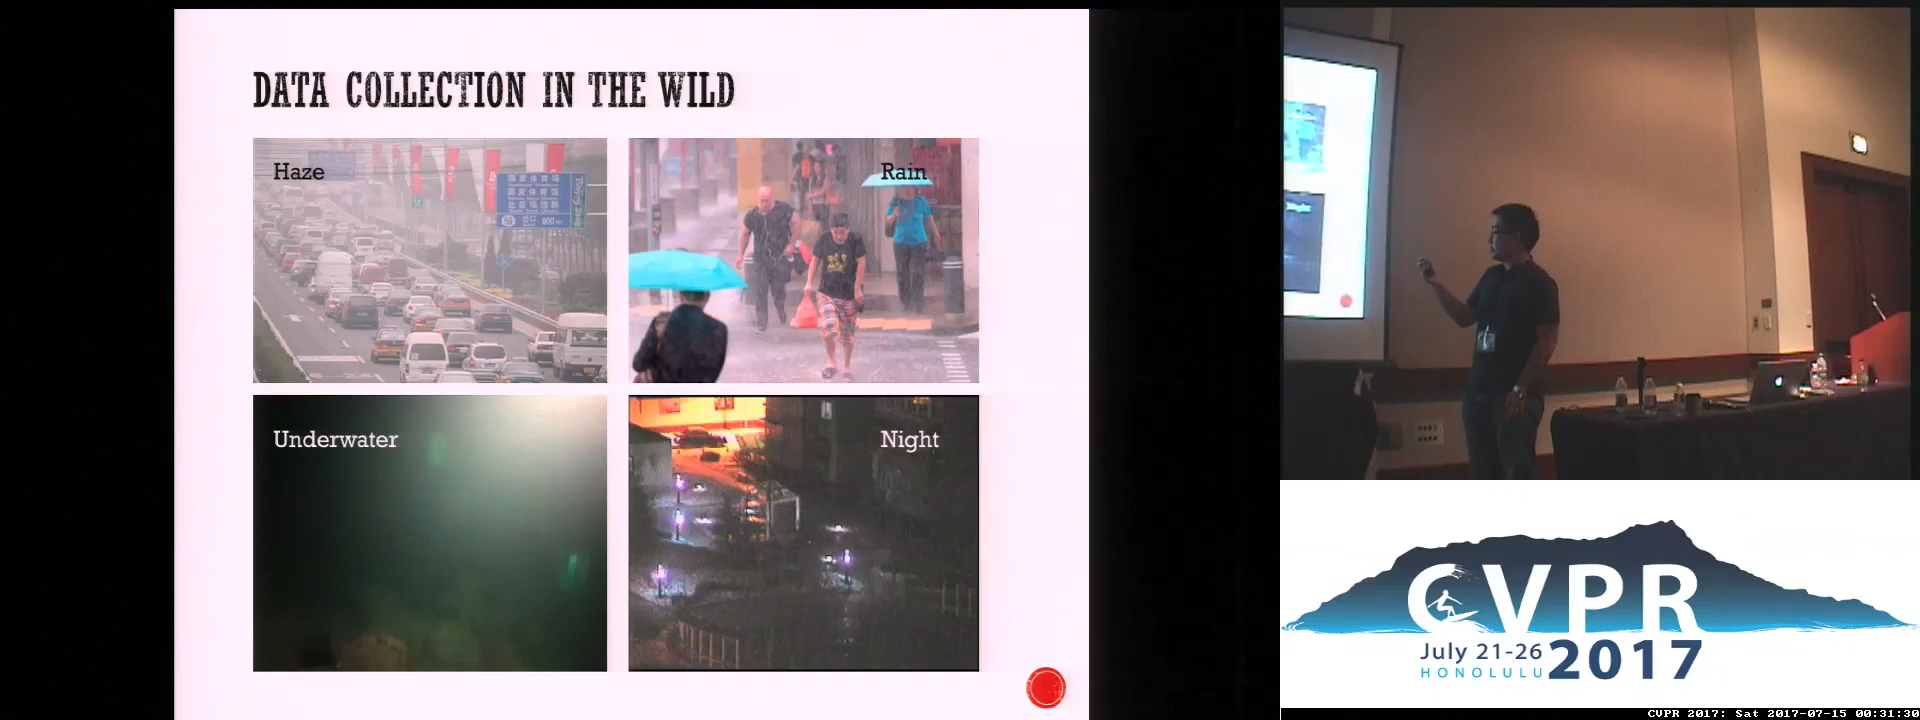 DATA COLLECTION IN THE WILD
Haze
Rain
Underwater
Night
CVPR
July 21-26
HONOLULU
2017
CVPR 2017: Sat 2017-07-15 00:31:30